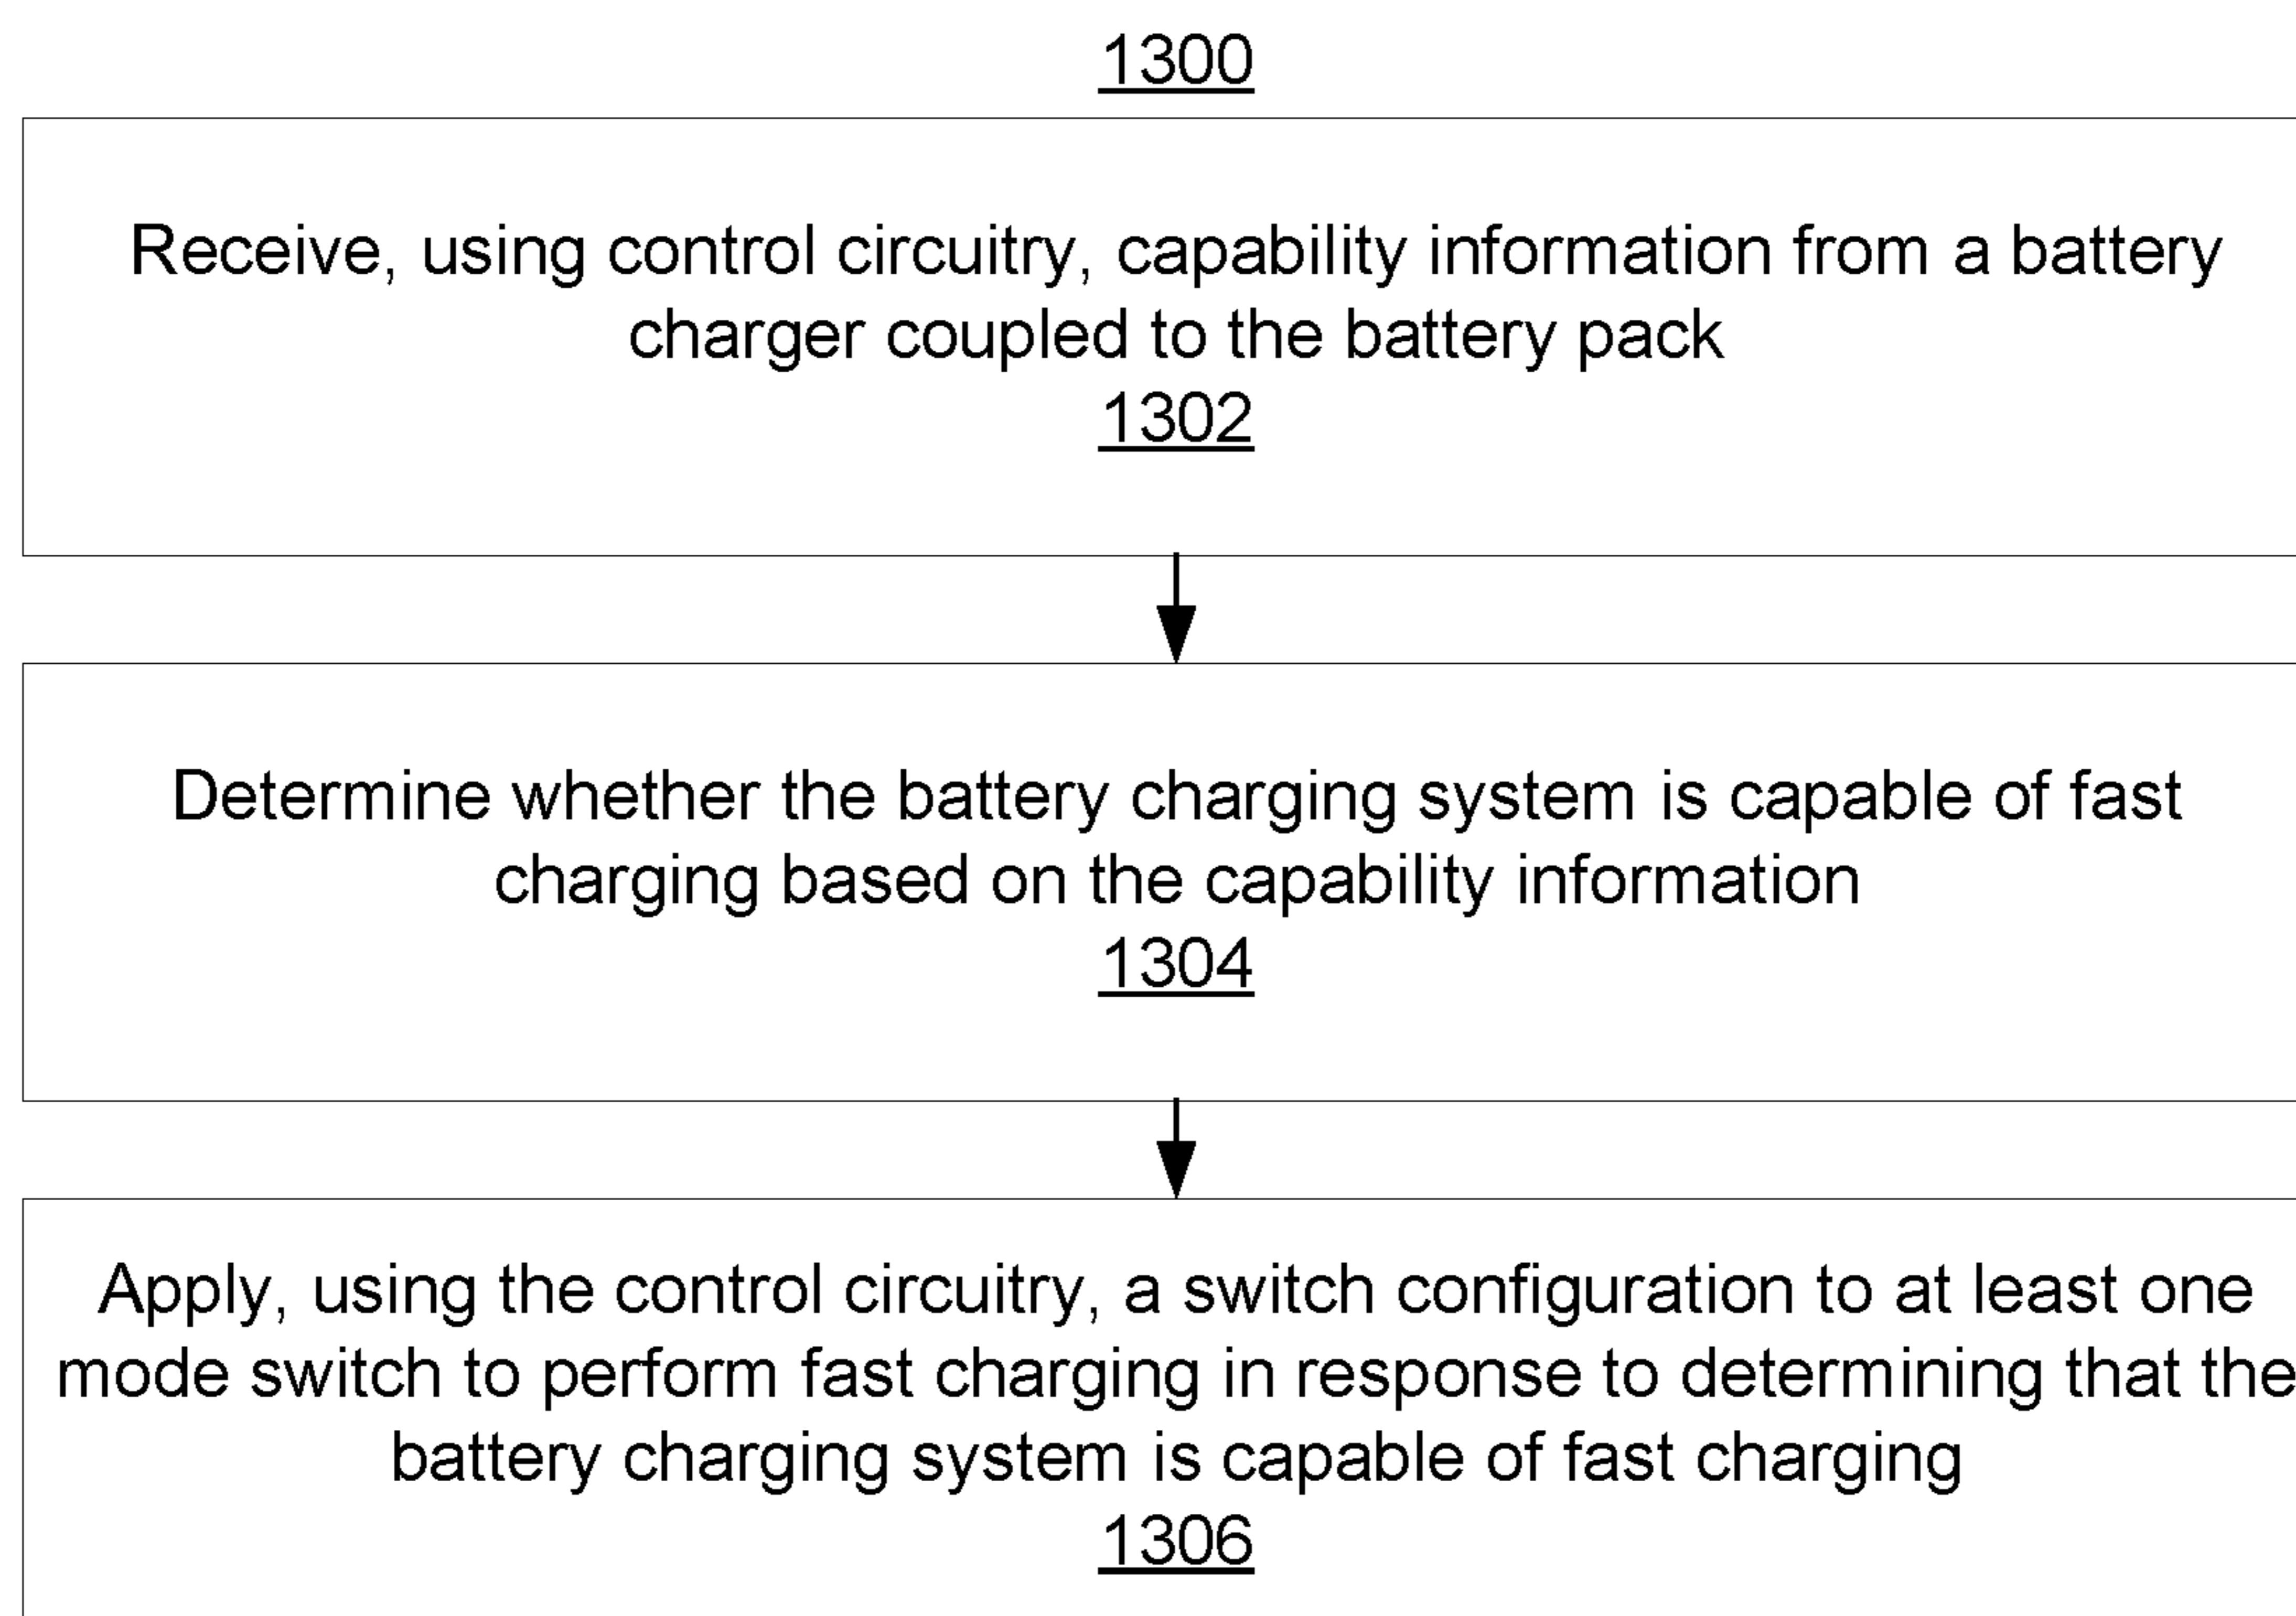 1300
Receive, using control circuitry, capability information from a battery
charger coupled to the battery pack
1302
Determine whether the battery charging system is capable of fast
charging based on the capability information
1304
Apply, using the control circuitry, a switch configuration to at least one
mode switch to perform fast charging in response to determining that the
battery charging system is capable of fast charging
1306